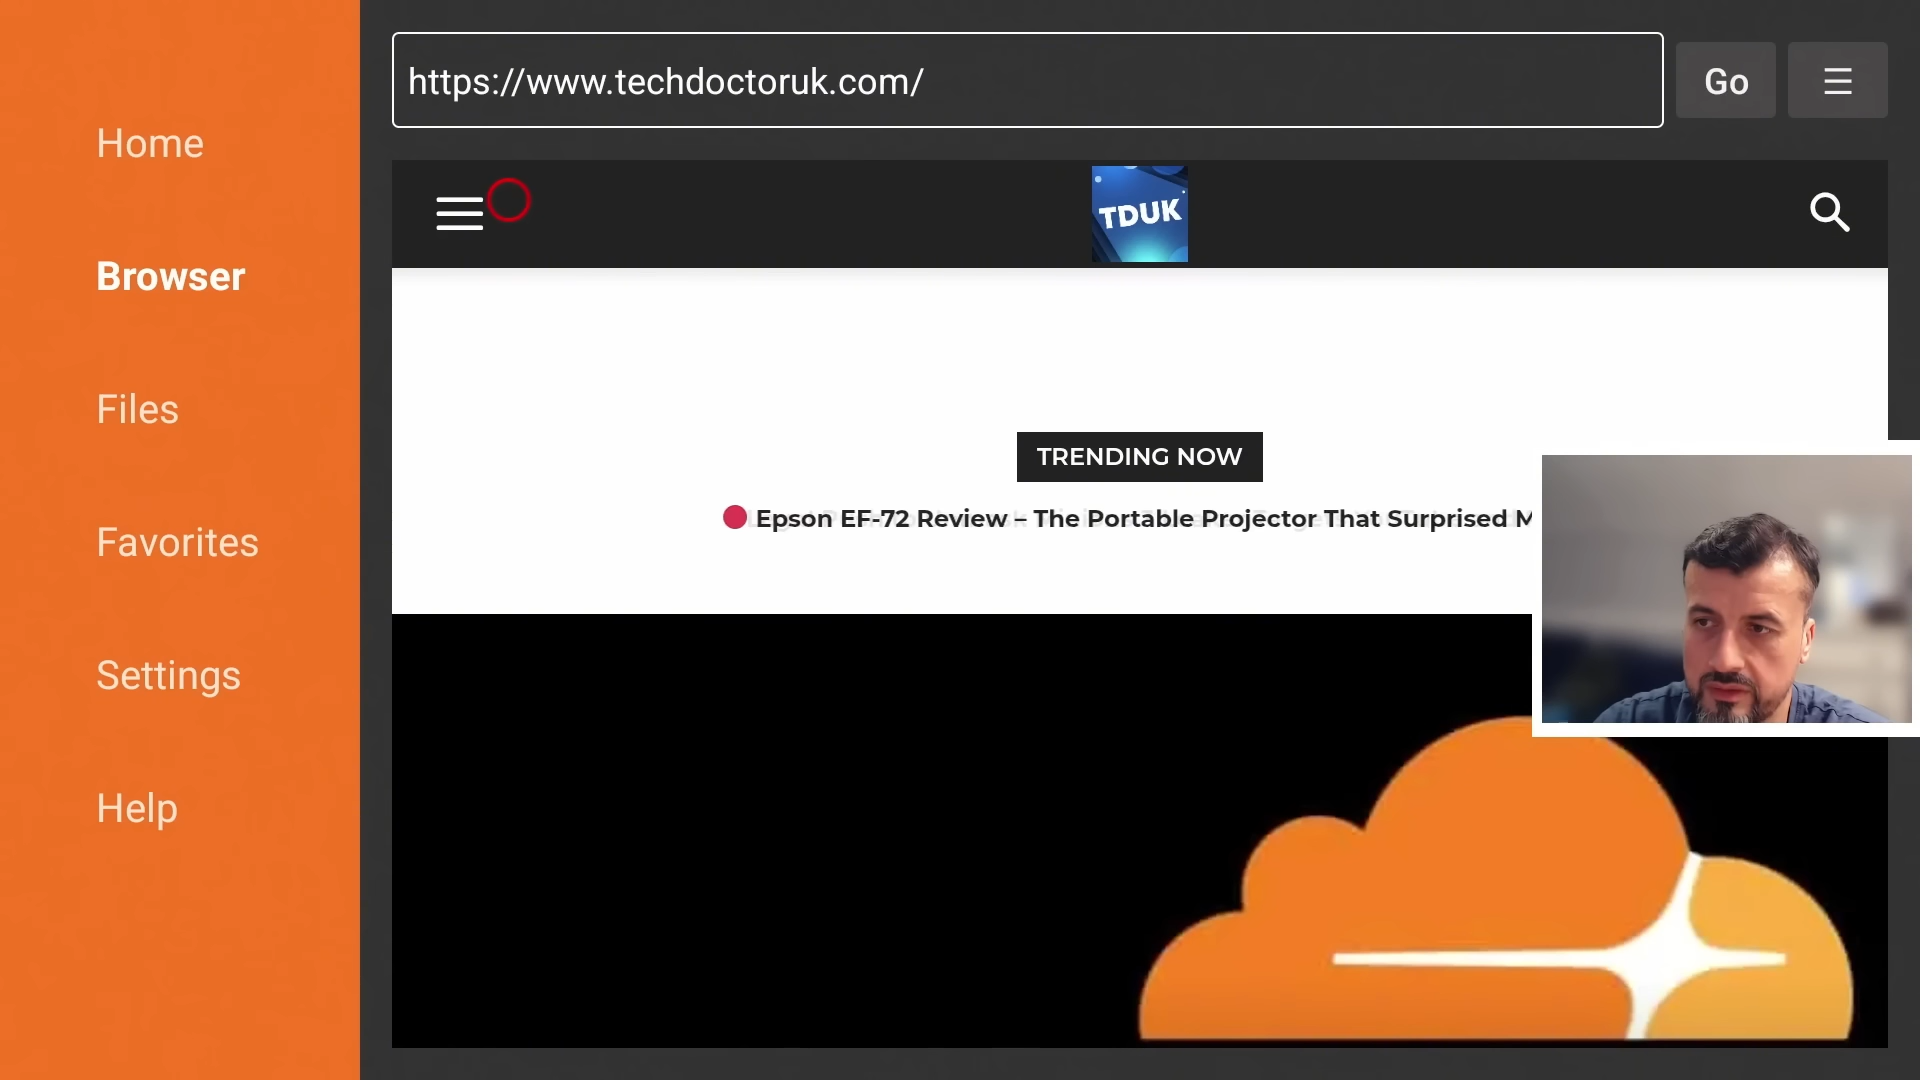 https://www.techdoctoruk.com/
Go
Home
Browser
Files
Favorites
Settings
Help
TDUK
TRENDING NOW
Epson EF-72 Review – The Portable Projector That Surprised M